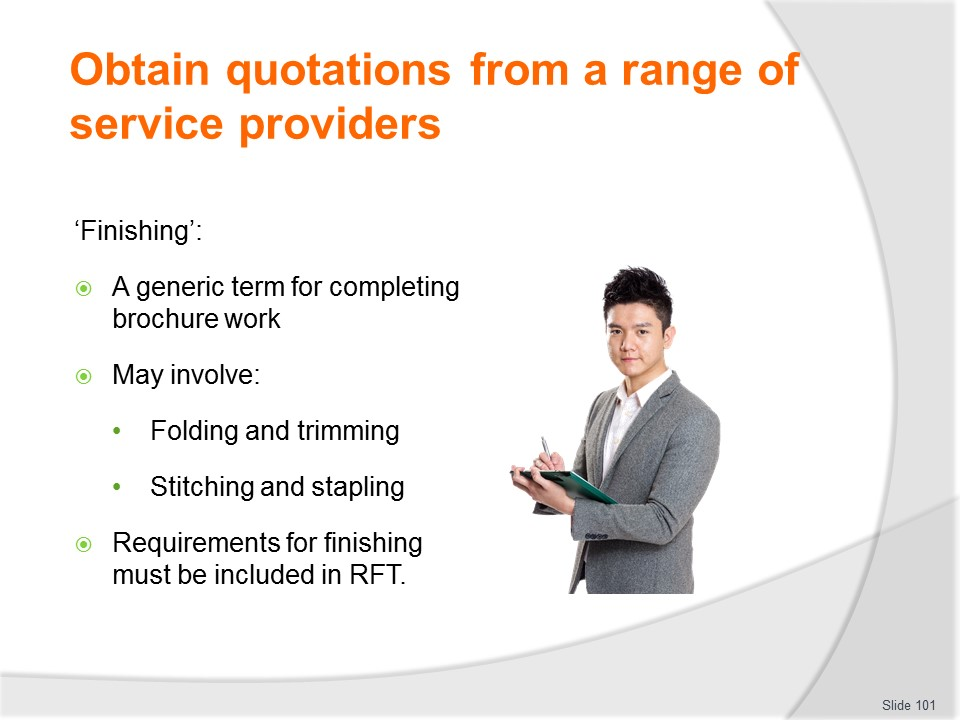 Obtain quotations from a range of
service providers
‘Finishing’:
A generic term for completing
brochure work
May involve:
• Folding and trimming
• Stitching and stapling
Requirements for finishing
must be included in RFT.
Slide 101